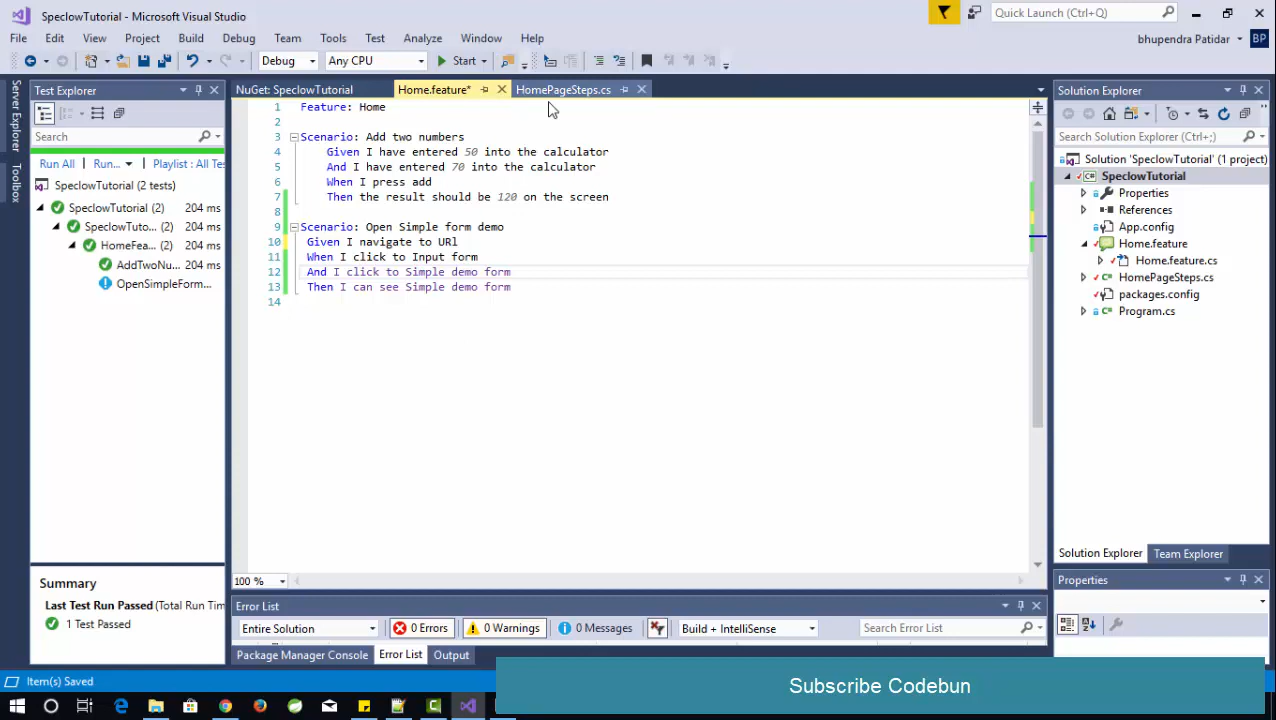 SpeclowTutorial - Microsoft Visual Studio
Quick Launch (Ctrl+Q)
File Edit View Project Build Debug Team Tools Test Analyze Window Help
bhupendra Patidar BP
Debug Any CPU Start
Server Explorer
Toolbox
Test Explorer
Search
Run All Run... Playlist : All Te
SpeclowTutorial (2 tests)
SpeclowTutorial (2) 204 ms
SpeclowTuto... (2) 204 ms
HomeFea... (2) 204 ms
AddTwoNu... 204 ms
OpenSimpleForm...
Summary
Last Test Run Passed (Total Run Tim
1 Test Passed
NuGet: SpeclowTutorial Home.feature* HomePageSteps.cs
1 Feature: Home
2
3 Scenario: Add two numbers
4 Given I have entered 50 into the calculator
5 And I have entered 70 into the calculator
6 When I press add
7 Then the result should be 120 on the screen
8
9 Scenario: Open Simple form demo
10 Given I navigate to URl
11 When I click to Input form
12 And I click to Simple demo form
13 Then I can see Simple demo form
14
100 %
Error List
Entire Solution 0 Errors 0 Warnings 0 Messages Build + IntelliSense Search Error List
Package Manager Console Error List Output
Solution Explorer
Search Solution Explorer (Ctrl+;)
Solution 'SpeclowTutorial' (1 project)
SpeclowTutorial
Properties
References
App.config
Home.feature
Home.feature.cs
HomePageSteps.cs
packages.config
Program.cs
Solution Explorer Team Explorer
Properties
Item(s) Saved
Subscribe Codebun